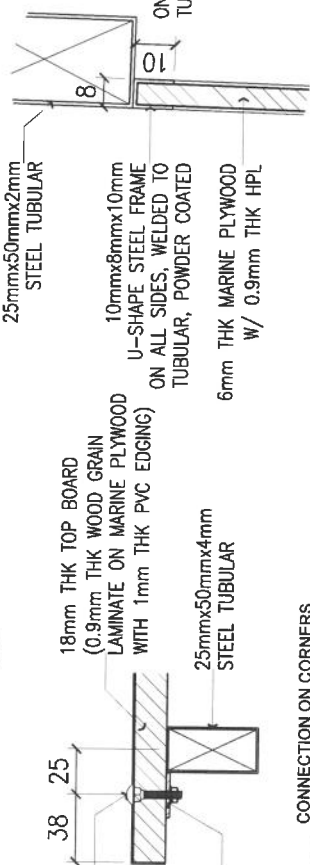 25mmx50mmx2mm
STEEL TUBULAR
8
10
10mmx8mmx10mm
U-SHAPE STEEL FRAME
ON ALL SIDES, WELDED TO
TUBULAR, POWDER COATED
6mm THK MARINE PLYWOOD
W/ 0.9mm THK HPL
ON
TU
18mm THK TOP BOARD
(0.9mm THK WOOD GRAIN
LAMINATE ON MARINE PLYWOOD
WITH 1mm THK PVC EDGING)
38
25
25mmx50mmx4mm
STEEL TUBULAR
CONNECTION ON CORNERS